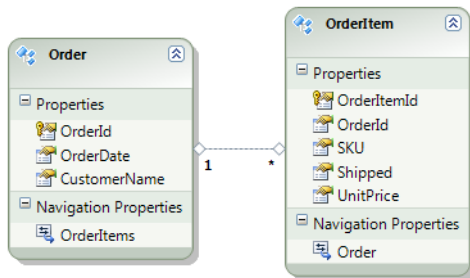 Order
Properties
OrderId
OrderDate
CustomerName
Navigation Properties
OrderItems
1
*
OrderItem
Properties
OrderItemId
OrderId
SKU
Shipped
UnitPrice
Navigation Properties
Order